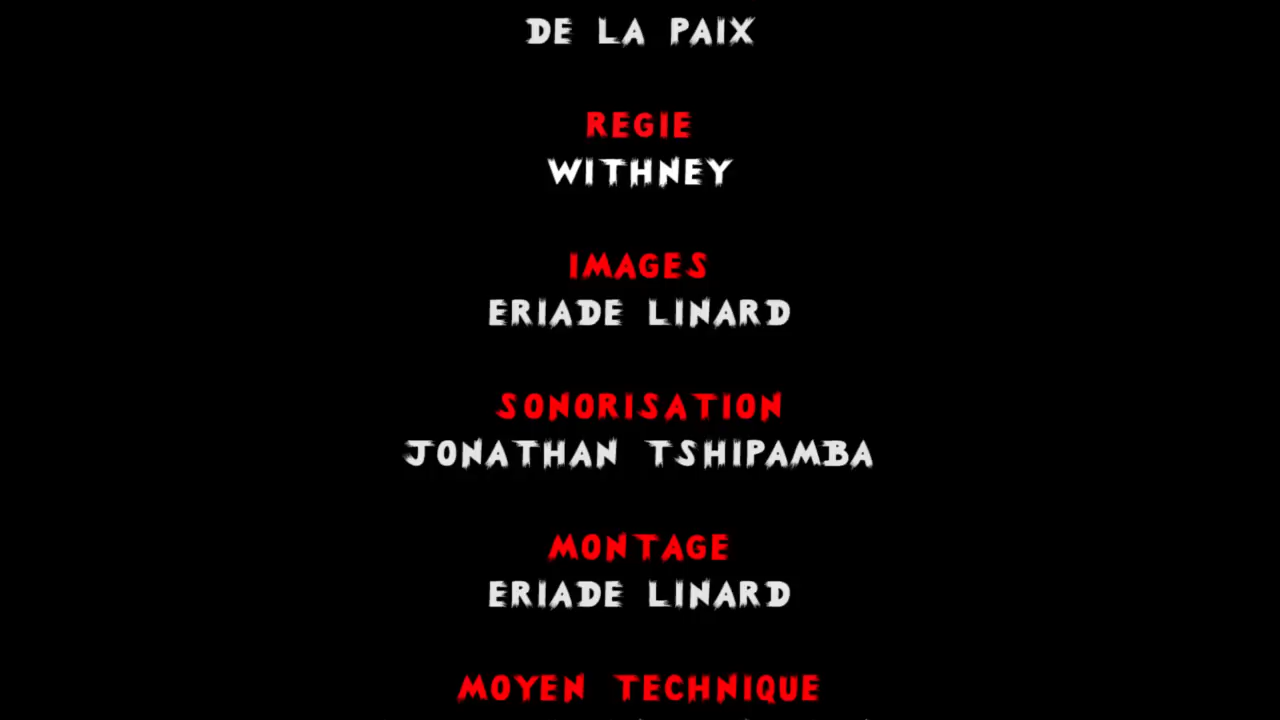 DE LA PAIX
REGIE
WITHNEY
IMAGES
ERIADE LINARD
SONORISATION
JONATHAN TSHIPAMBA
MONTAGE
ERIADE LINARD
MOYEN TECHNIQUE